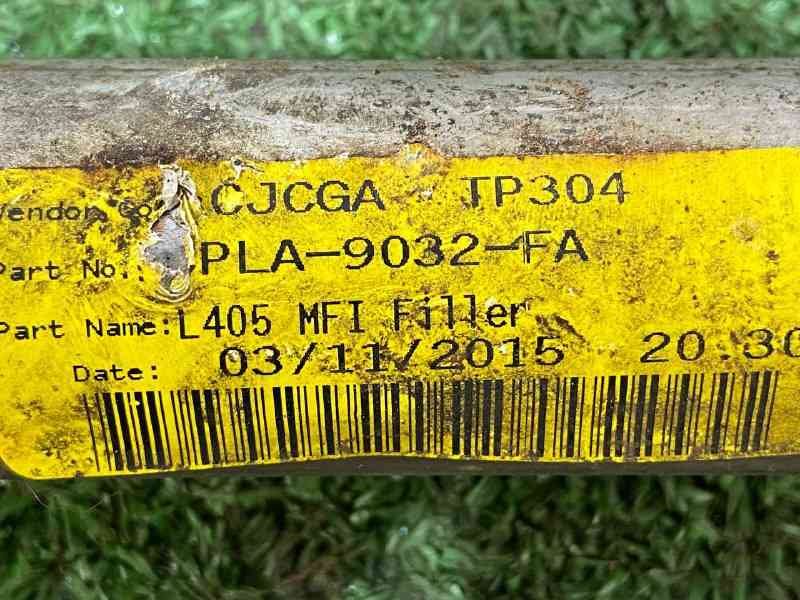 Vendor Co CJCGA TP304
Part No.: PLA-9032-FA
Part Name: L405 MFI Filler
Date: 03/11/2015 20.30